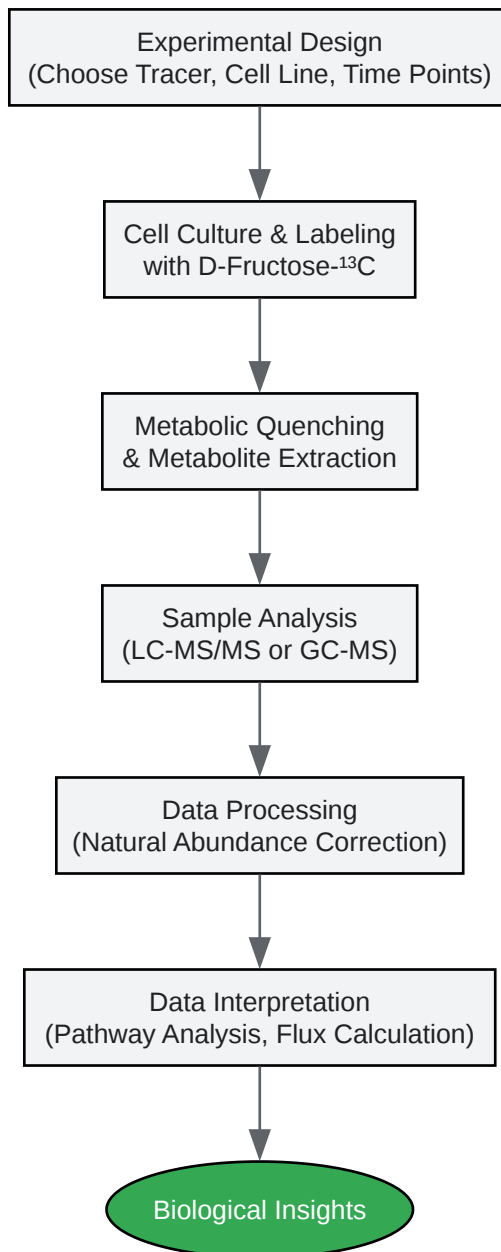 Experimental Design
(Choose Tracer, Cell Line, Time Points)
Cell Culture & Labeling
with D-Fructose-¹³C
Metabolic Quenching
& Metabolite Extraction
Sample Analysis
(LC-MS/MS or GC-MS)
Data Processing
(Natural Abundance Correction)
Data Interpretation
(Pathway Analysis, Flux Calculation)
Biological Insights